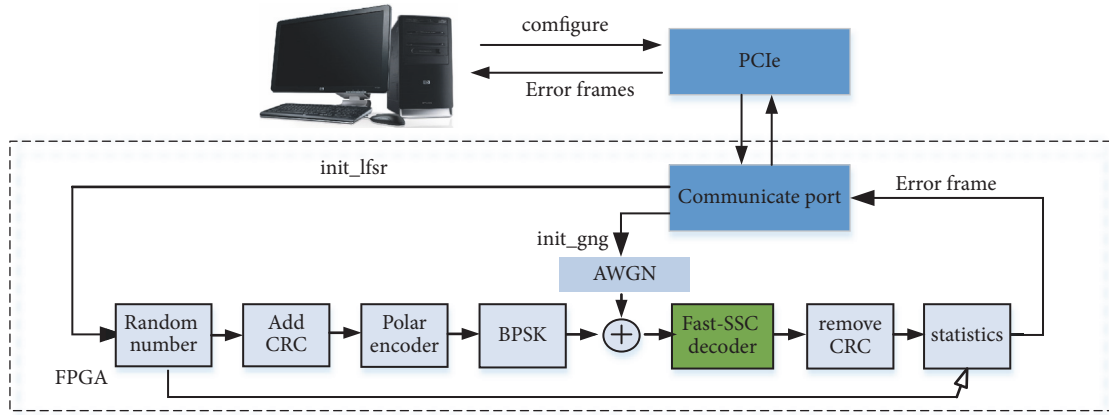 comfigure
PCIe
Error frames
init_lfsr
Communicate port
Error frame
init_gng
AWGN
Random
number
Add
CRC
Polar
encoder
BPSK
Fast-SSC
decoder
remove
CRC
statistics
FPGA